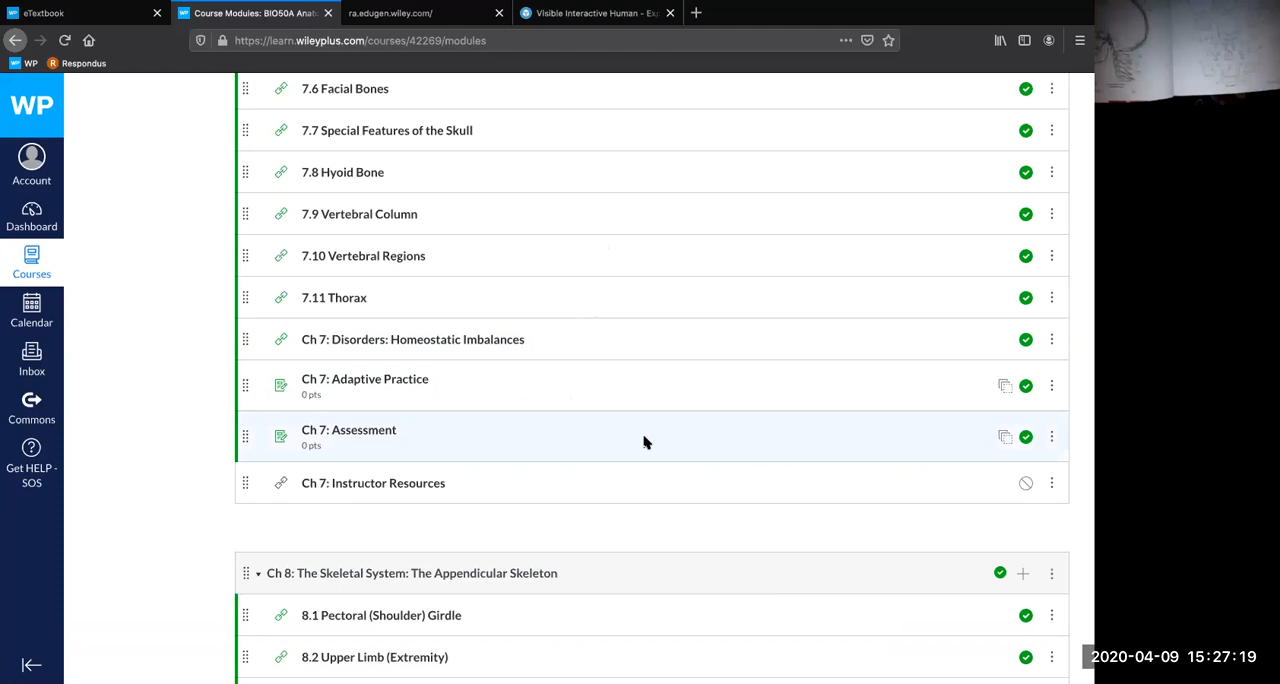 WP eTextbook
WP Course Modules: BIO50A Anat
ra.edugen.wiley.com/
Visible Interactive Human - Exp
https://learn.wileyplus.com/courses/42269/modules
WP WP
R Respondus
WP
Account
Dashboard
Courses
Calendar
Inbox
Commons
Get HELP -
SOS
7.6 Facial Bones
7.7 Special Features of the Skull
7.8 Hyoid Bone
7.9 Vertebral Column
7.10 Vertebral Regions
7.11 Thorax
Ch 7: Disorders: Homeostatic Imbalances
Ch 7: Adaptive Practice
0 pts
Ch 7: Assessment
0 pts
Ch 7: Instructor Resources
Ch 8: The Skeletal System: The Appendicular Skeleton
8.1 Pectoral (Shoulder) Girdle
8.2 Upper Limb (Extremity)
2020-04-09 15:27:19